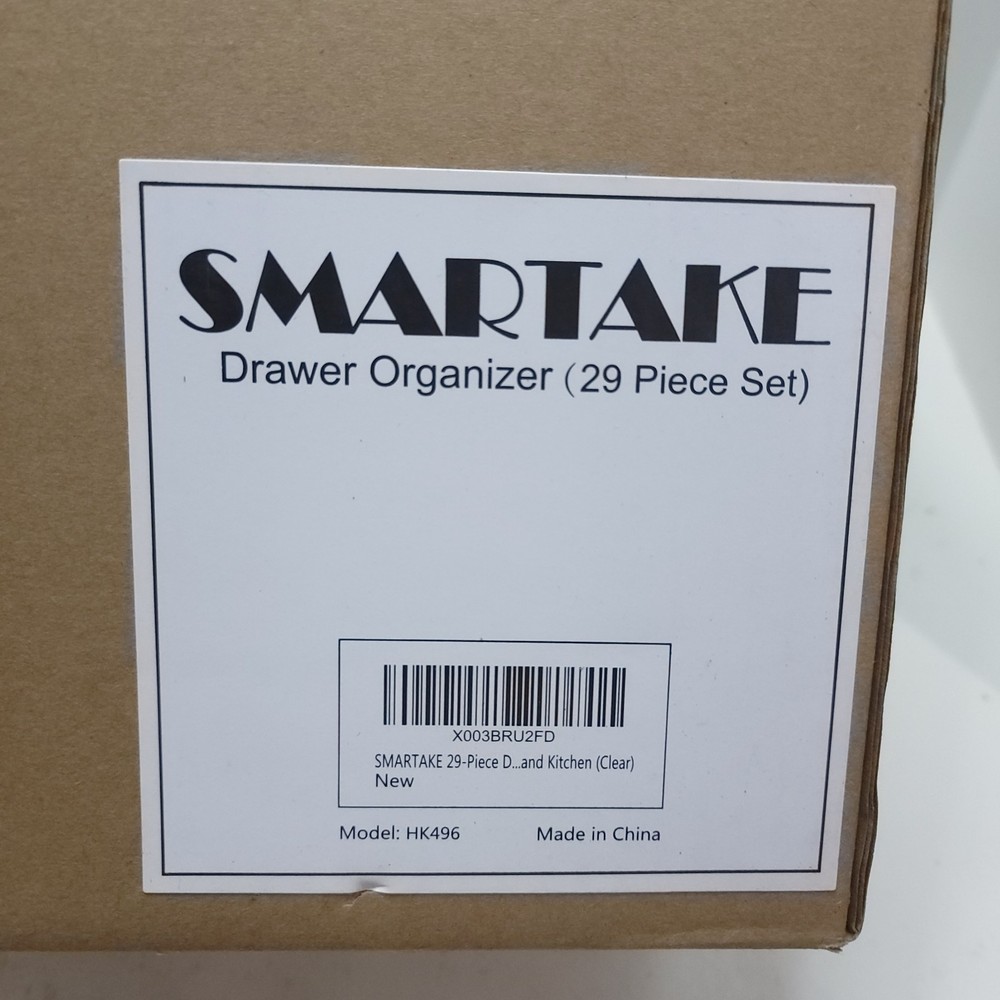 SMARTAKE
Drawer Organizer (29 Piece Set)
X003BRU2FD
SMARTAKE 29-Piece D...and Kitchen (Clear)
New
Model: HK496 Made in China